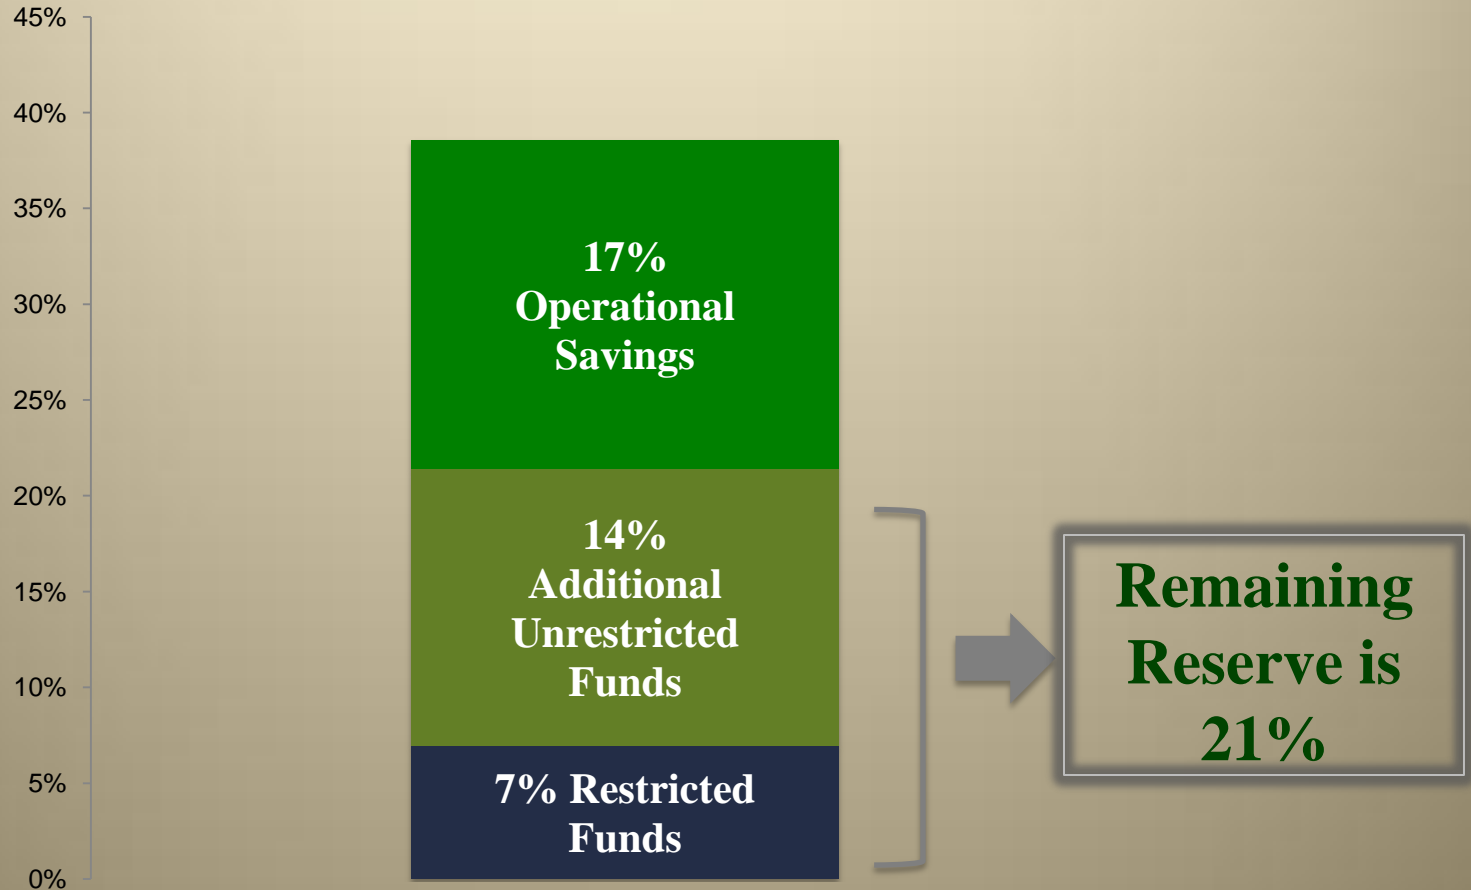 45%
40%
35%
30%
25%
20%
15%
10%
5%
0%
17%
Operational
Savings
14%
Additional
Unrestricted
Funds
7% Restricted
Funds
Remaining
Reserve is
21%